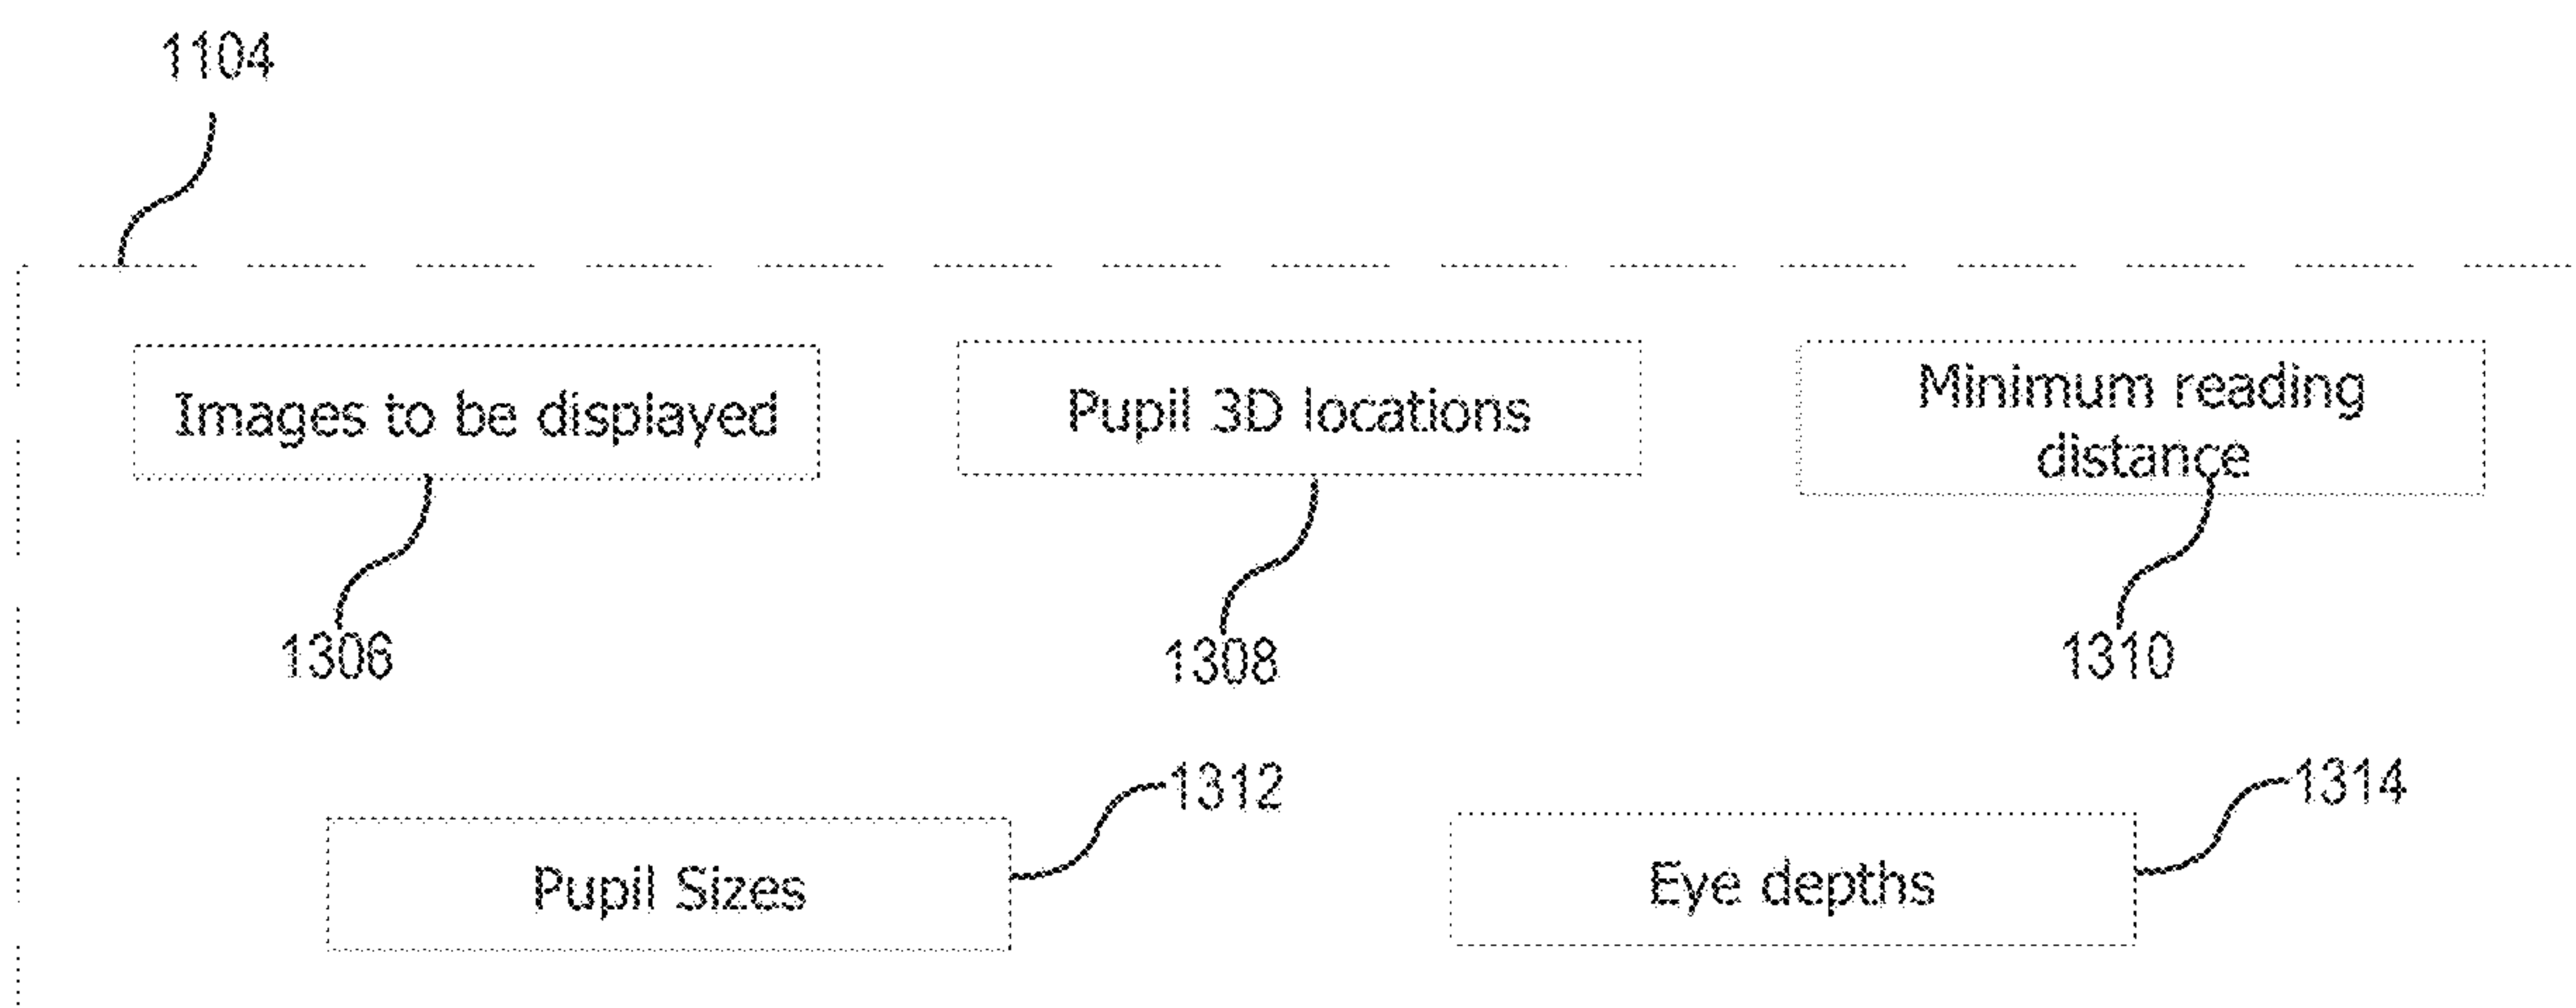 1104
Images to be displayed
Pupil 3D locations
Minimum reading
distance
1306
1308
1310
1312
1314
Pupil Sizes
Eye depths